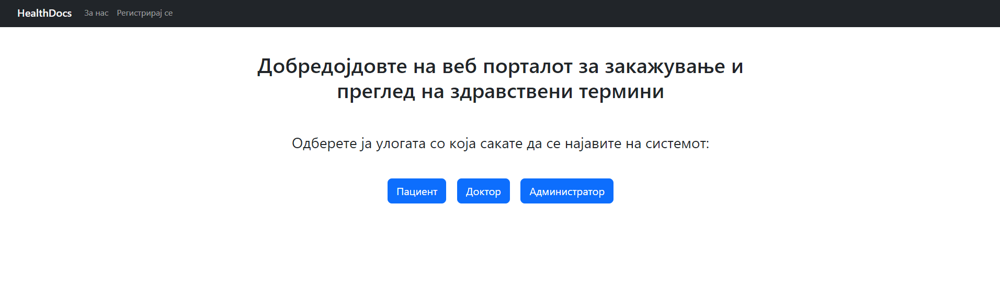 HealthDocs За нас Регистрирај се
Добредојдовте на веб порталот за закажување и
преглед на здравствени термини
Одберете ја улогата со која сакате да се најавите на системот:
Пациент Доктор Администратор